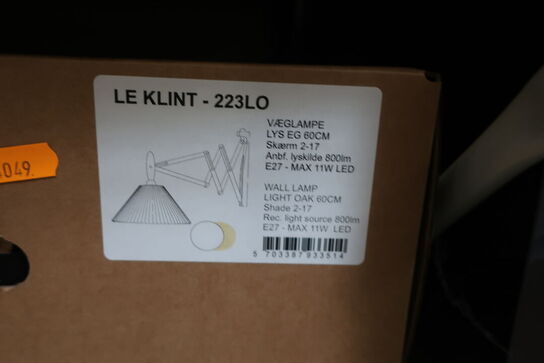 LE KLINT - 223LO
VÆGLAMPE
LYS EG 60CM
Skærm 2-17
Anbf. lyskilde 800lm
E27 - MAX 11W LED
WALL LAMP
LIGHT OAK 60CM
Shade 2-17
Rec. light source 800lm
E27 - MAX 11W LED
5 703387 933514
4049.